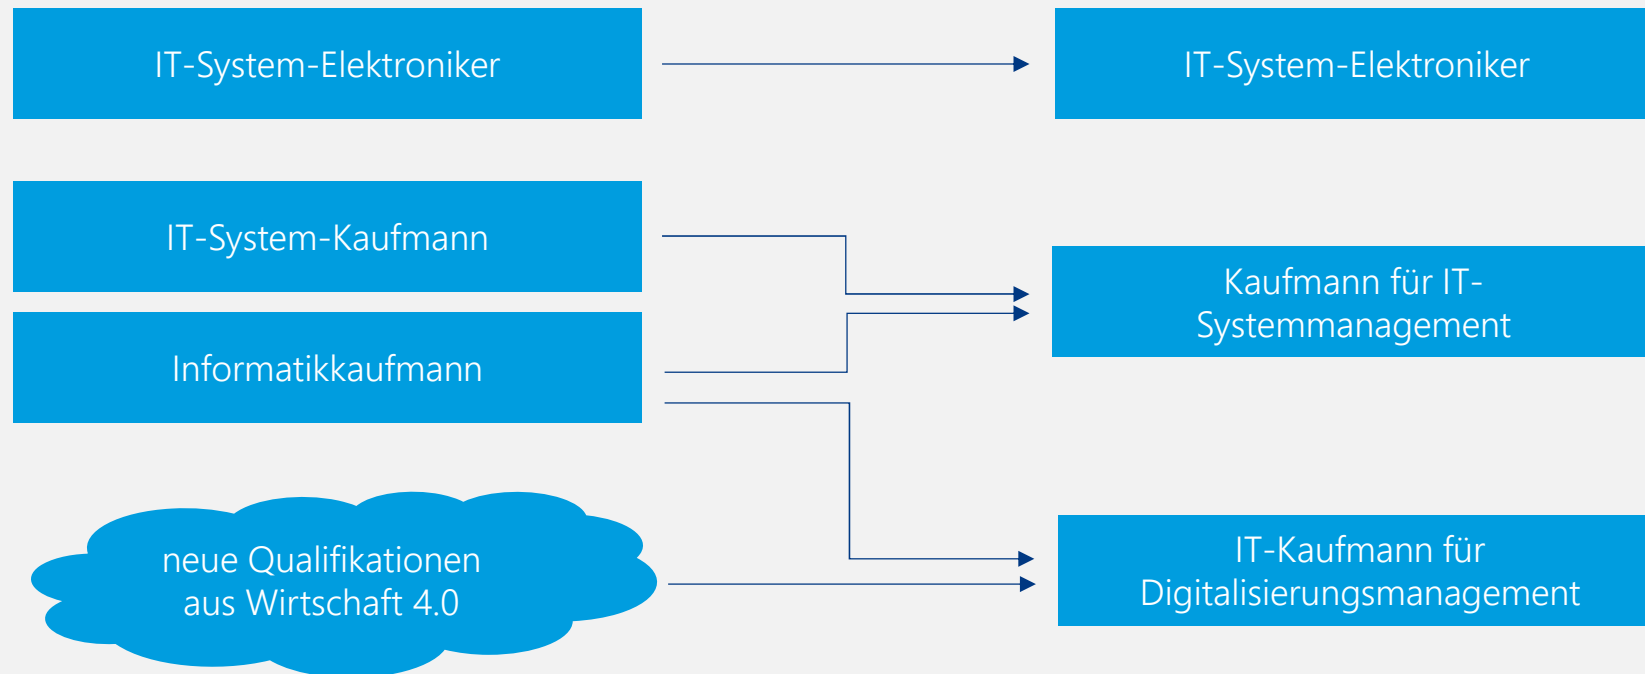 IT-System-Elektroniker
IT-System-Elektroniker
IT-System-Kaufmann
Kaufmann für IT-
Systemmanagement
Informatikkaufmann
neue Qualifikationen
aus Wirtschaft 4.0
IT-Kaufmann für
Digitalisierungsmanagement